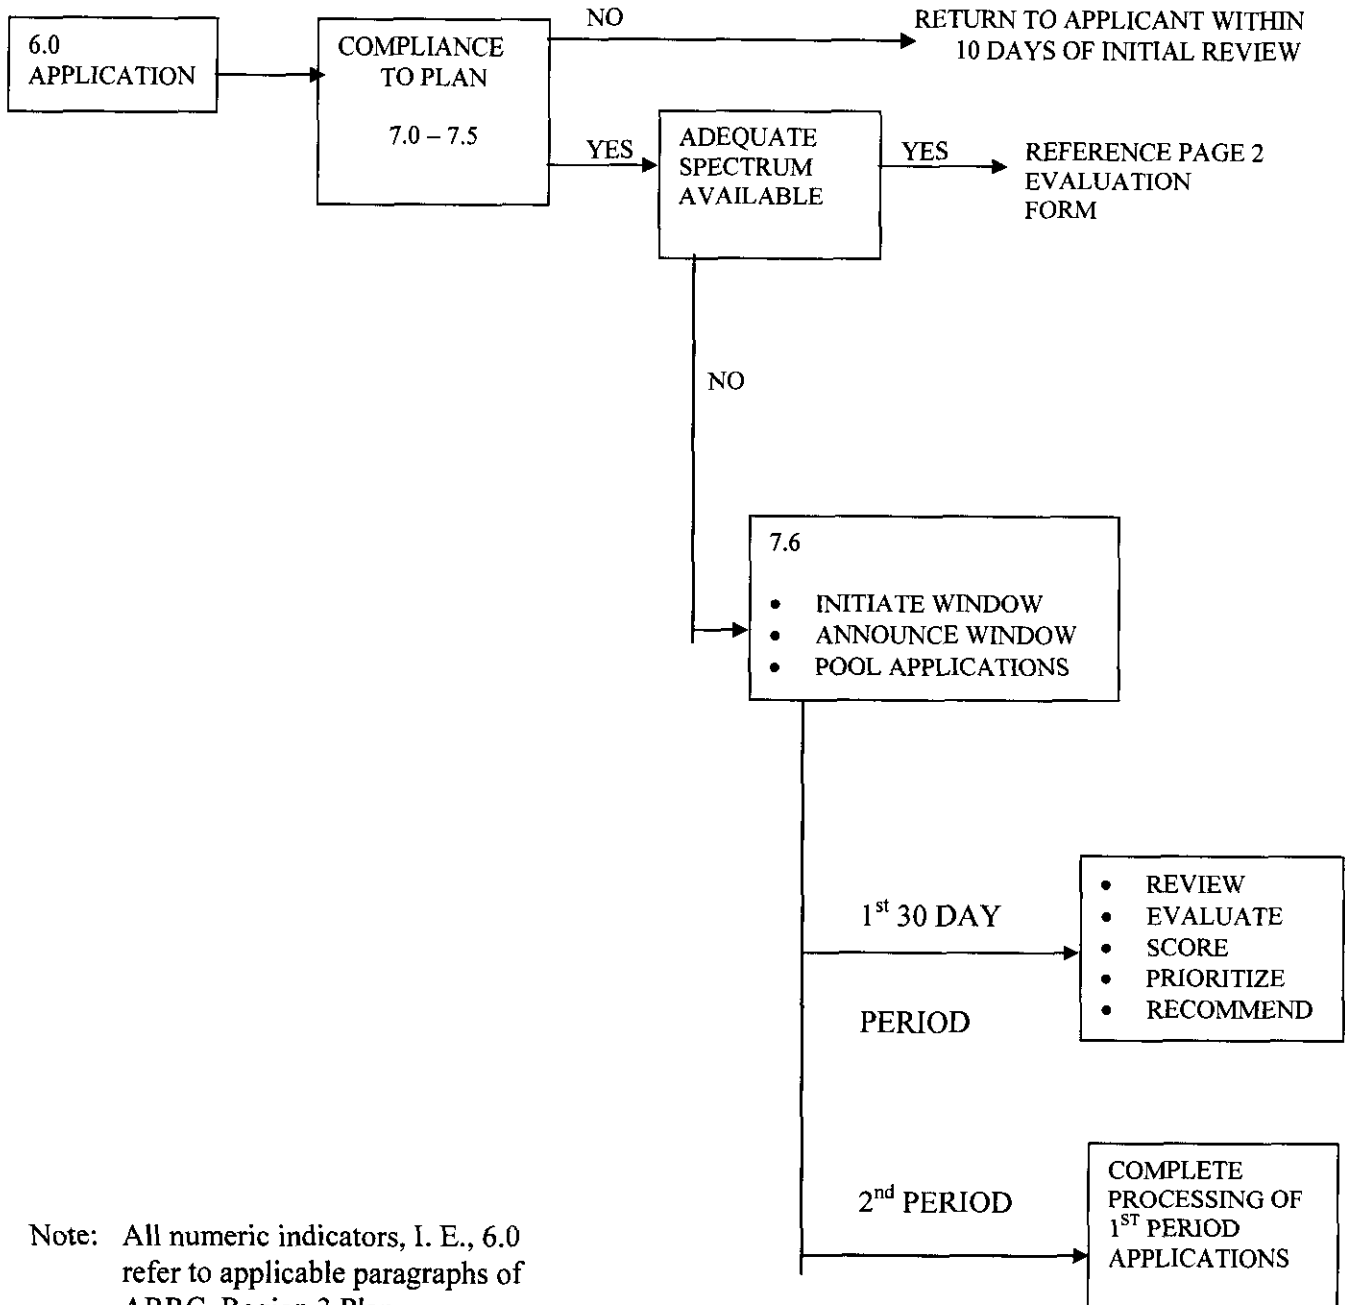 6.0
APPLICATION
COMPLIANCE
TO PLAN
7.0 – 7.5
NO
RETURN TO APPLICANT WITHIN
10 DAYS OF INITIAL REVIEW
YES
ADEQUATE
SPECTRUM
AVAILABLE
YES
REFERENCE PAGE 2
EVALUATION
FORM
NO
7.6
• INITIATE WINDOW
• ANNOUNCE WINDOW
• POOL APPLICATIONS
1st 30 DAY
PERIOD
• REVIEW
• EVALUATE
• SCORE
• PRIORITIZE
• RECOMMEND
2nd PERIOD
COMPLETE
PROCESSING OF
1ST PERIOD
APPLICATIONS
Note: All numeric indicators, I. E., 6.0
refer to applicable paragraphs of